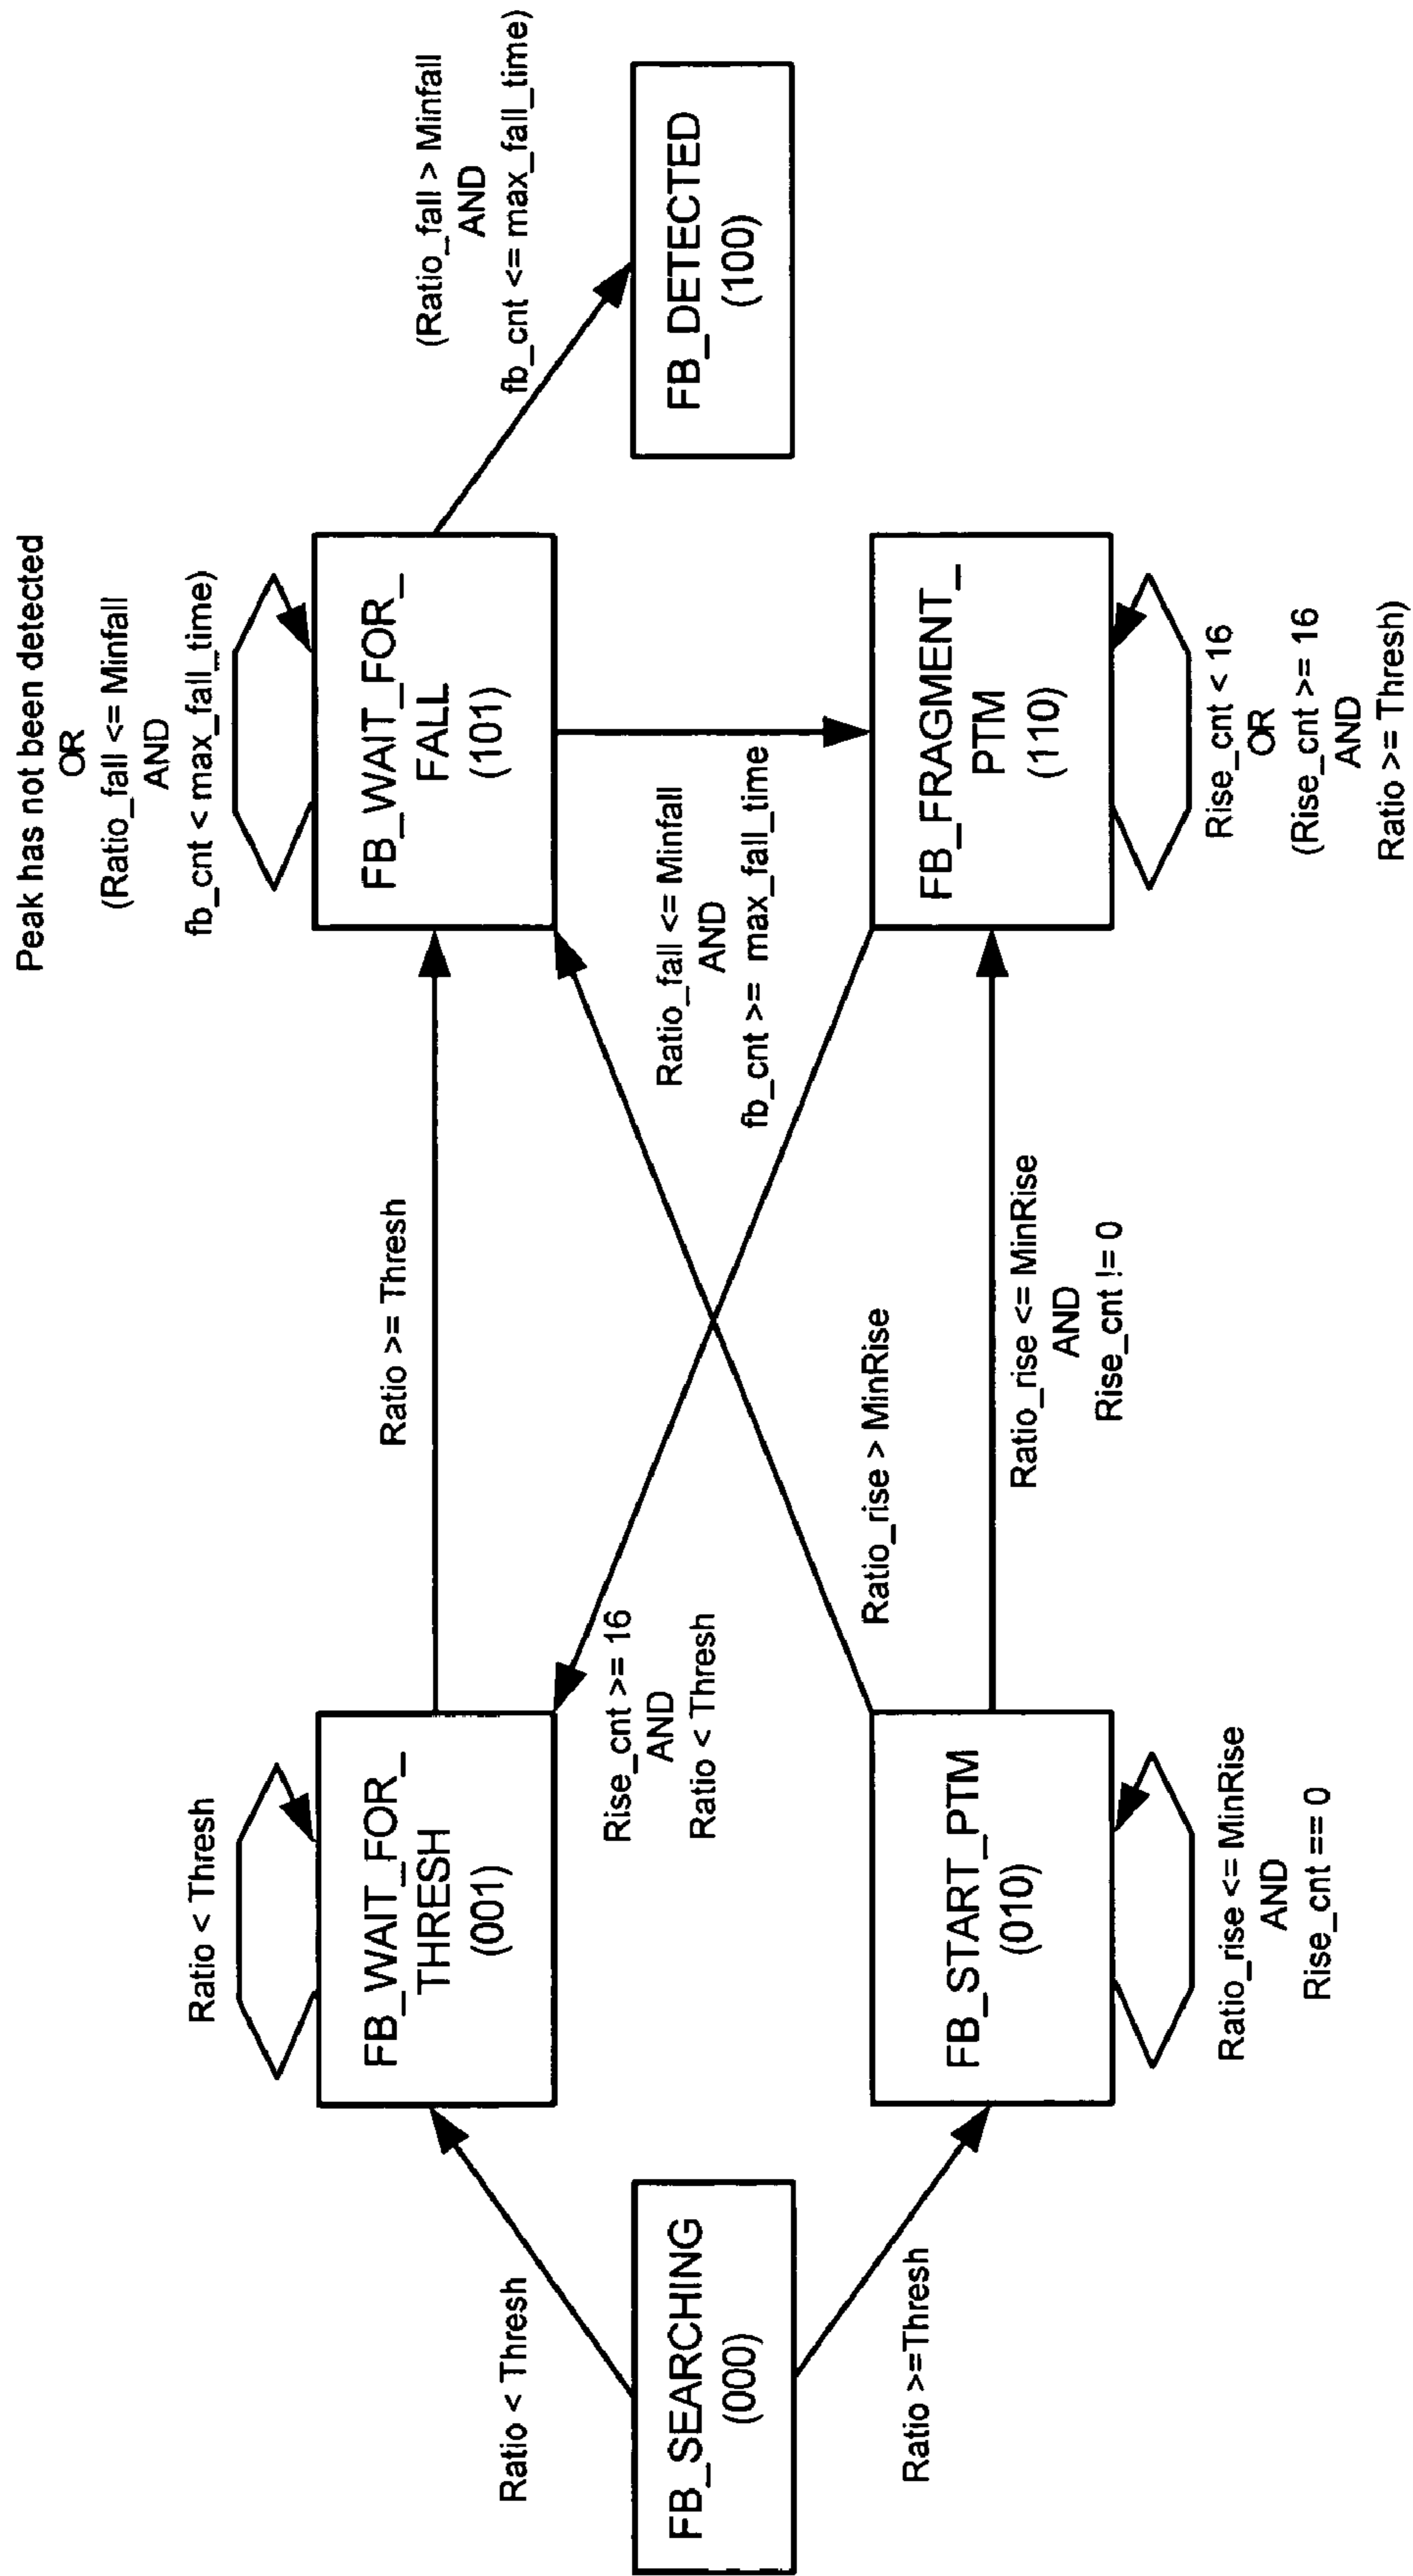 FB_SEARCHING
(000)
Ratio < Thresh
Ratio >=Thresh
Ratio < Thresh
FB_WAIT_FOR_
THRESH
(001)
FB_START_PTM
(010)
Ratio_rise <= MinRise
AND
Rise_cnt == 0
Rise_cnt >= 16
AND
Ratio < Thresh
Ratio_rise > MinRise
Ratio >= Thresh
Ratio_rise <= MinRise
AND
Rise_cnt != 0
Ratio_fall <= Minfall
AND
fb_cnt >= max_fall_time
Peak has not been detected
OR
(Ratio_fall <= Minfall
AND
fb_cnt < max_fall_time)
FB_WAIT_FOR_
FALL
(101)
FB_FRAGMENT_
PTM
(110)
Rise_cnt < 16
OR
(Rise_cnt >= 16
AND
Ratio >= Thresh)
(Ratio_fall > Minfall
AND
fb_cnt <= max_fall_time)
FB_DETECTED
(100)